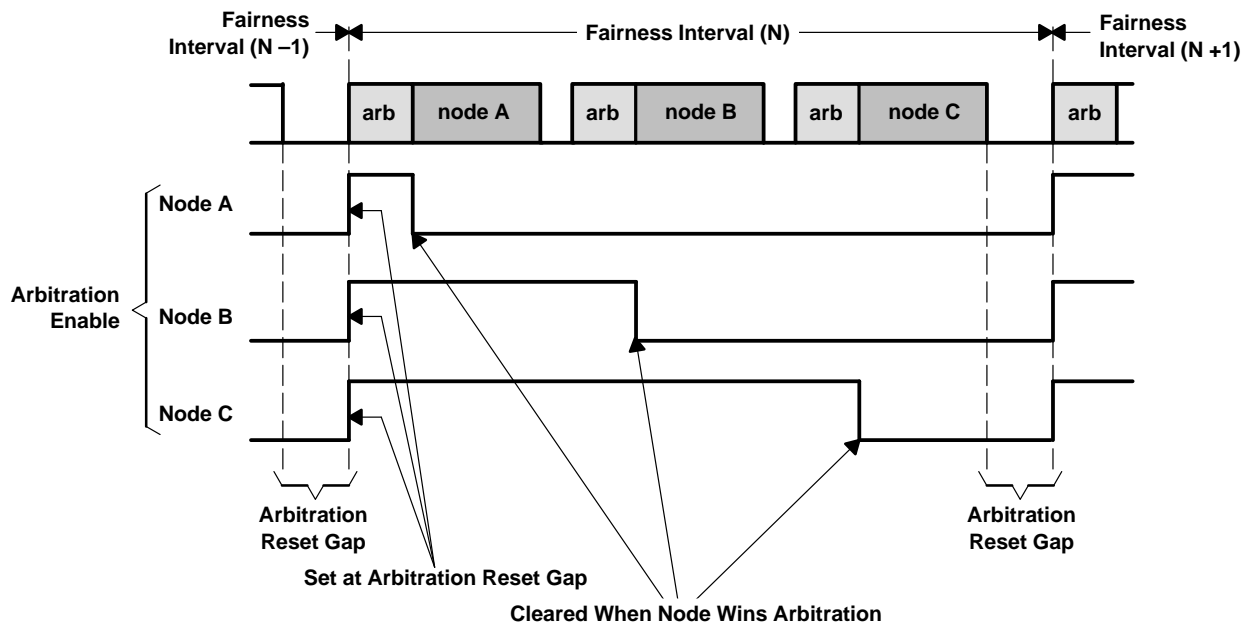 Fairness
Interval (N –1)
Fairness Interval (N)
Fairness
Interval (N +1)
arb
node A
arb
node B
arb
node C
arb
Arbitration
Enable
Node A
Node B
Node C
Arbitration
Reset Gap
Arbitration
Reset Gap
Set at Arbitration Reset Gap
Cleared When Node Wins Arbitration